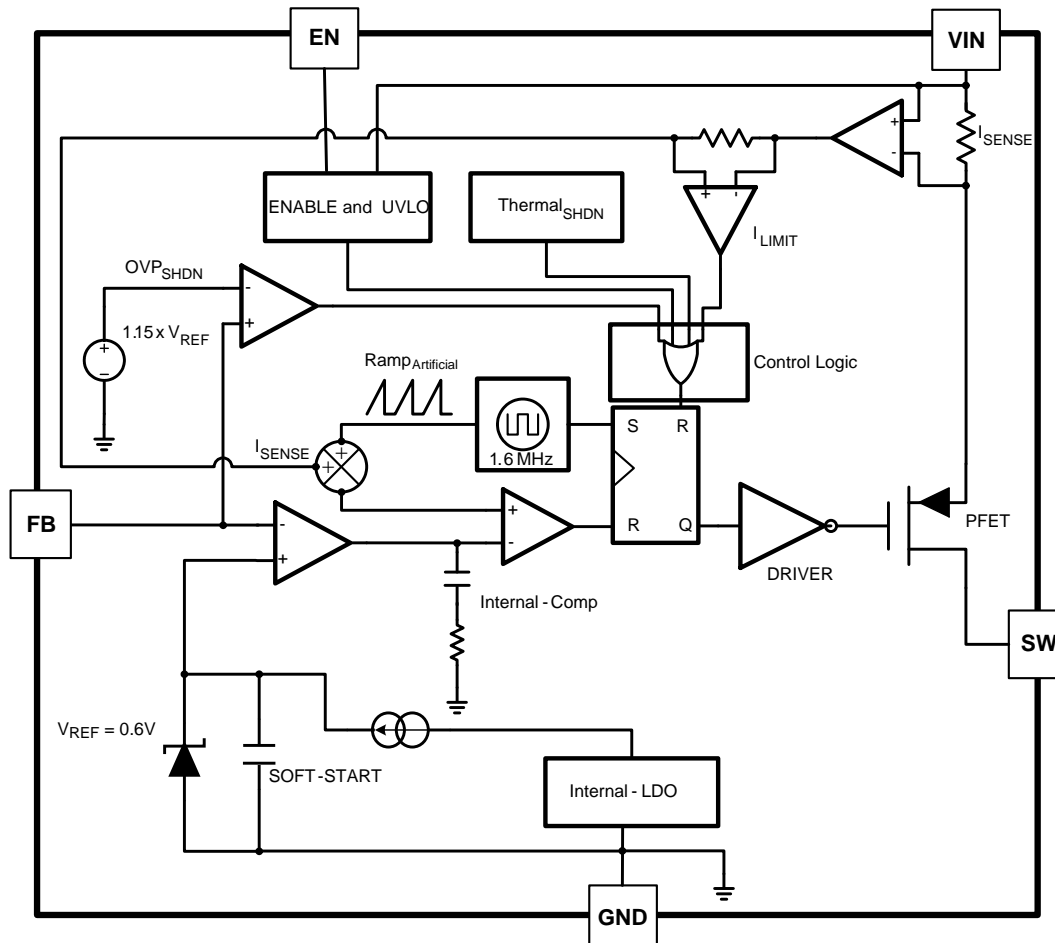 EN
VIN
+
-
ISENSE
ENABLE and UVLO
ThermalSHDN
+ -
ILIMIT
OVPSHDN
-
+
1.15 x VREF
+
−
Control Logic
RampArtificial
1.6 MHz
S R
ISENSE
+
+
+
FB
-
+
+
-
R Q
PFET
DRIVER
Internal - Comp
SW
VREF = 0.6V
SOFT-START
Internal - LDO
GND